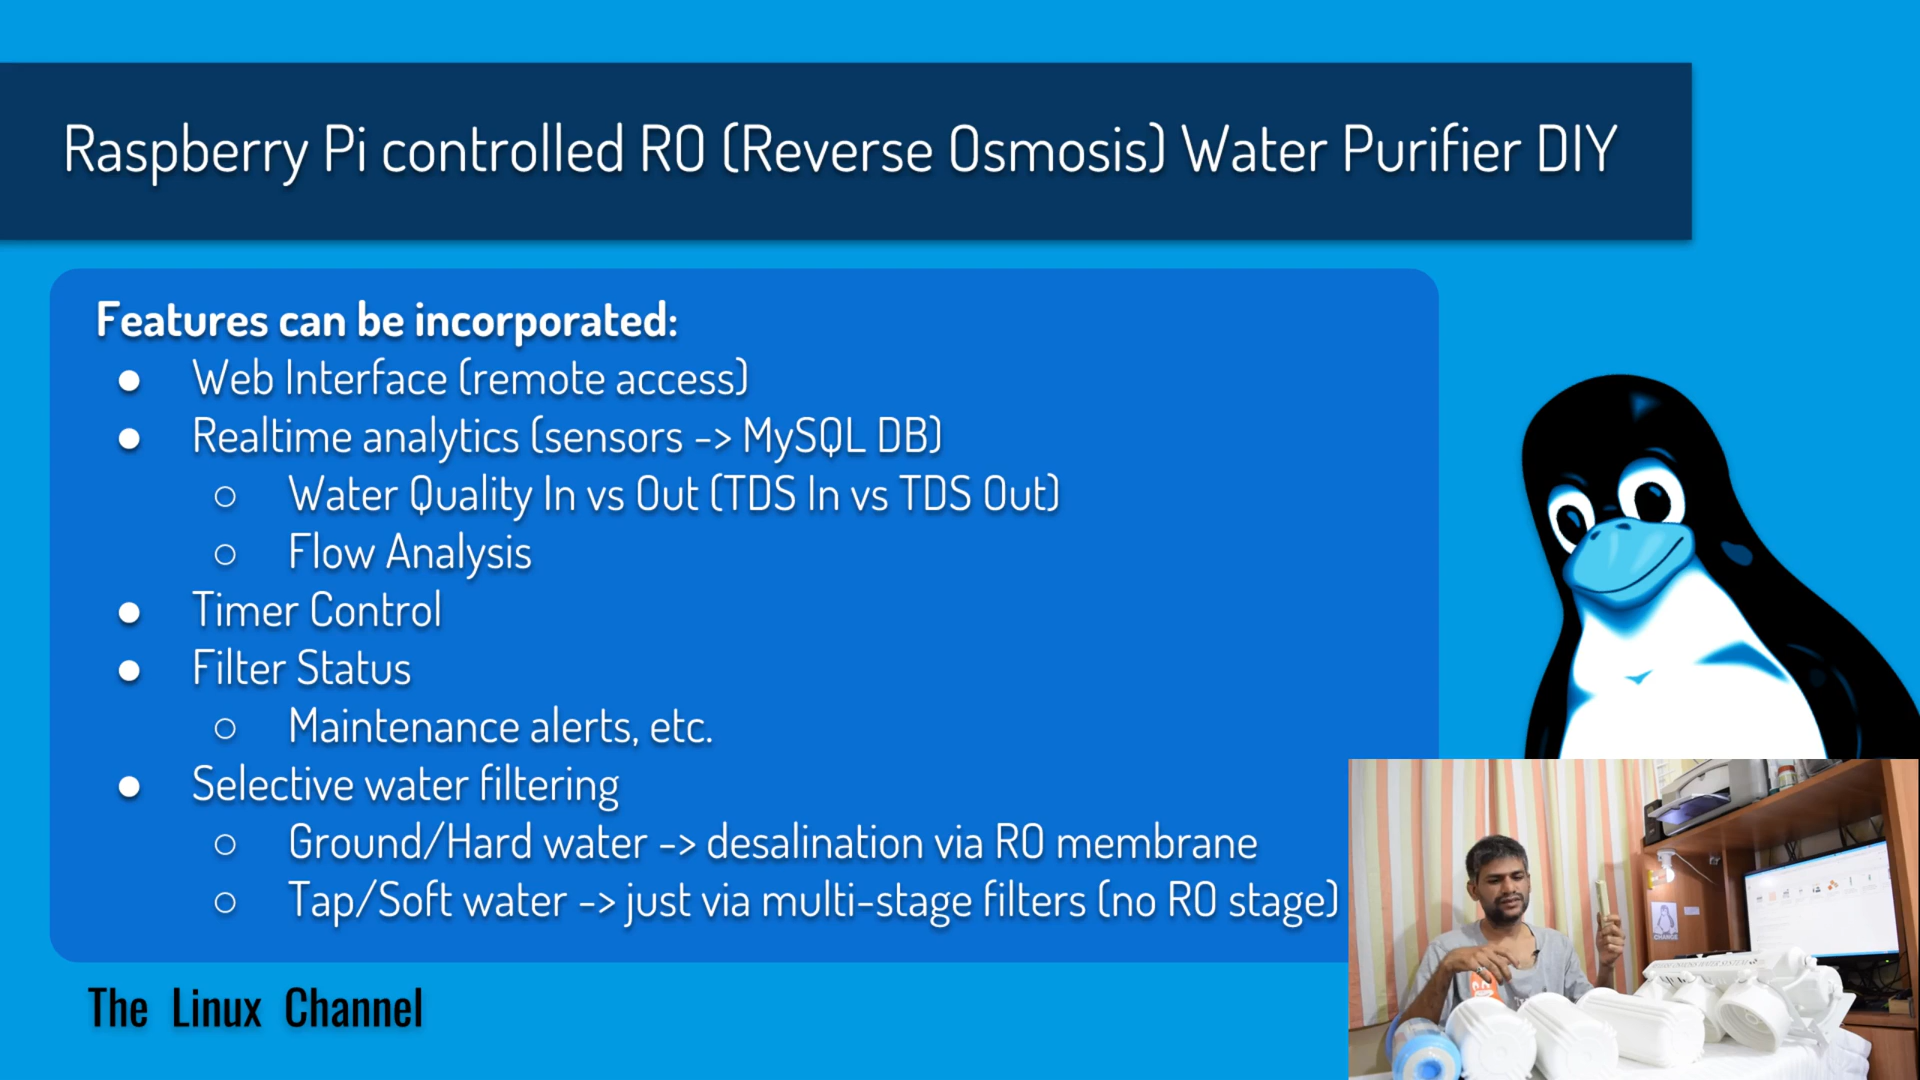 Raspberry Pi controlled RO (Reverse Osmosis) Water Purifier DIY
Features can be incorporated:
● Web Interface (remote access)
● Realtime analytics (sensors -> MySQL DB)
○ Water Quality In vs Out (TDS In vs TDS Out)
○ Flow Analysis
● Timer Control
● Filter Status
○ Maintenance alerts, etc.
● Selective water filtering
○ Ground/Hard water -> desalination via RO membrane
○ Tap/Soft water -> just via multi-stage filters (no RO stage)
The Linux Channel
CHANGE